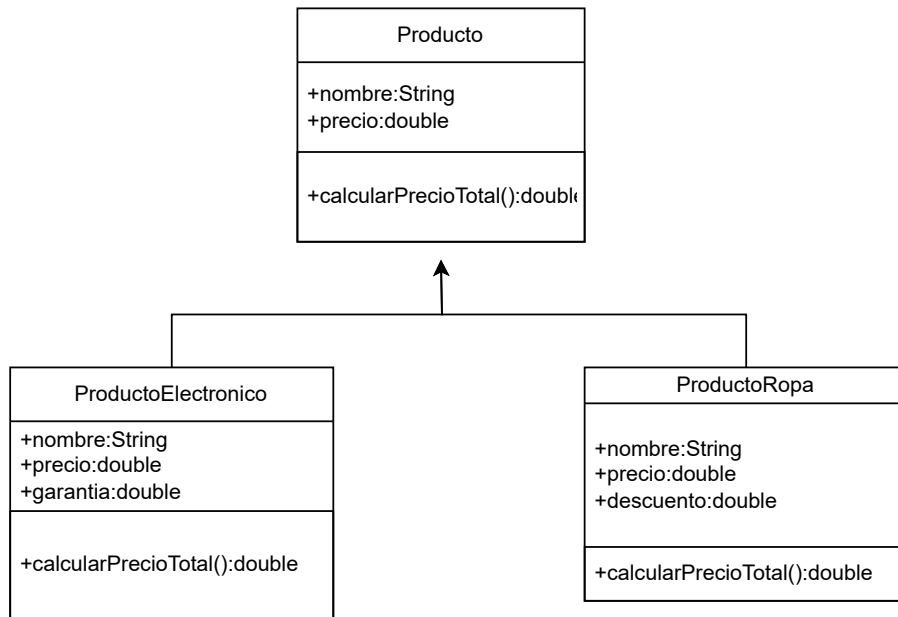 Producto
+nombre:String
+precio:double
+calcularPrecioTotal():double
ProductoElectronico
+nombre:String
+precio:double
+garantia:double
+calcularPrecioTotal():double
ProductoRopa
+nombre:String
+precio:double
+descuento:double
+calcularPrecioTotal():double